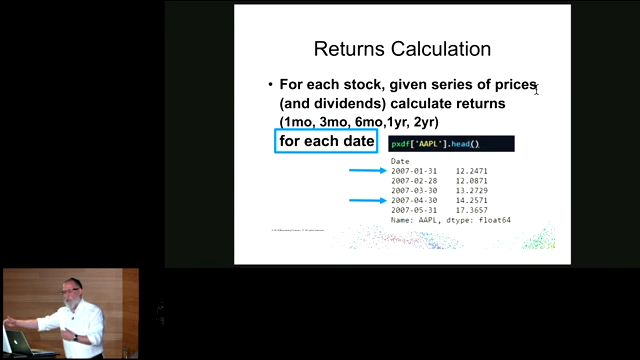 Returns Calculation
• For each stock, given series of prices
(and dividends) calculate returns
(1mo, 3mo, 6mo,1yr, 2yr)
for each date
pxdf['AAPL'].head()
Date
2007-01-31 12.2471
2007-02-28 12.0871
2007-03-30 13.2729
2007-04-30 14.2571
2007-05-31 17.3657
Name: AAPL, dtype: float64